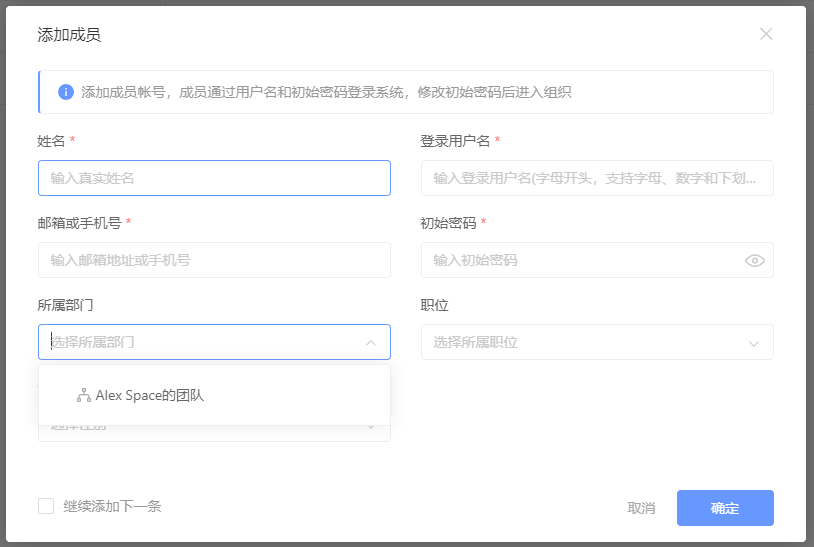 添加成员
添加成员帐号，成员通过用户名和初始密码登录系统，修改初始密码后进入组织
姓名 *
登录用户名 *
输入真实姓名
输入登录用户名(字母开头，支持字母、数字和下划...
邮箱或手机号 *
初始密码 *
输入邮箱地址或手机号
输入初始密码
所属部门
职位
选择所属部门
选择所属职位
Alex Space的团队
选择性别
继续添加下一条
取消
确定